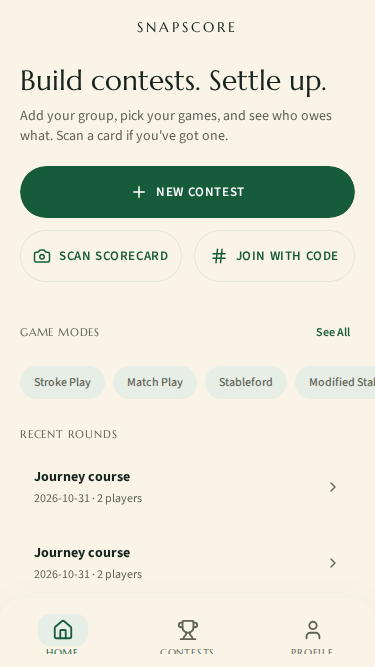 SNAPSCORE
Build contests. Settle up.
Add your group, pick your games, and see who owes
what. Scan a card if you've got one.
NEW CONTEST
SCAN SCORECARD JOIN WITH CODE
GAME MODES See All
Stroke Play Match Play Stableford Modified
RECENT ROUNDS
Journey course
2026-10-31 · 2 players
Journey course
2026-10-31 · 2 players
HOME CONTESTS PROFILE